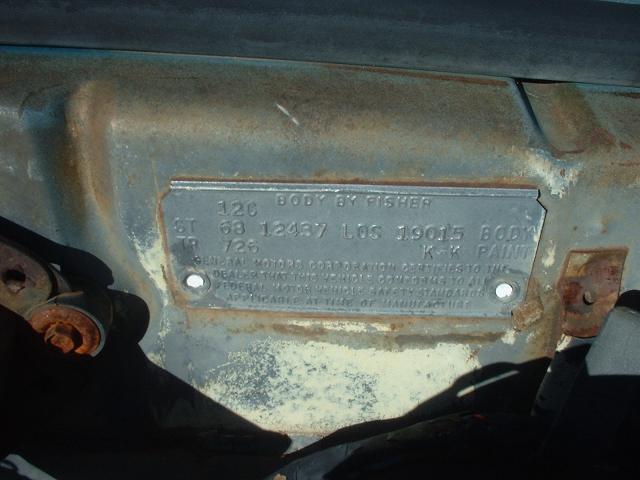 BODY BY FISHER
12C
ST 68 12437 LOS 19015 BODY
TR 726 K-K PAINT
GENERAL MOTORS CORPORATION CERTIFIES TO THE
DEALER THAT THIS VEHICLE CONFORMS TO ALL
FEDERAL MOTOR VEHICLE SAFETY STANDARDS
APPLICABLE AT TIME OF MANUFACTURE